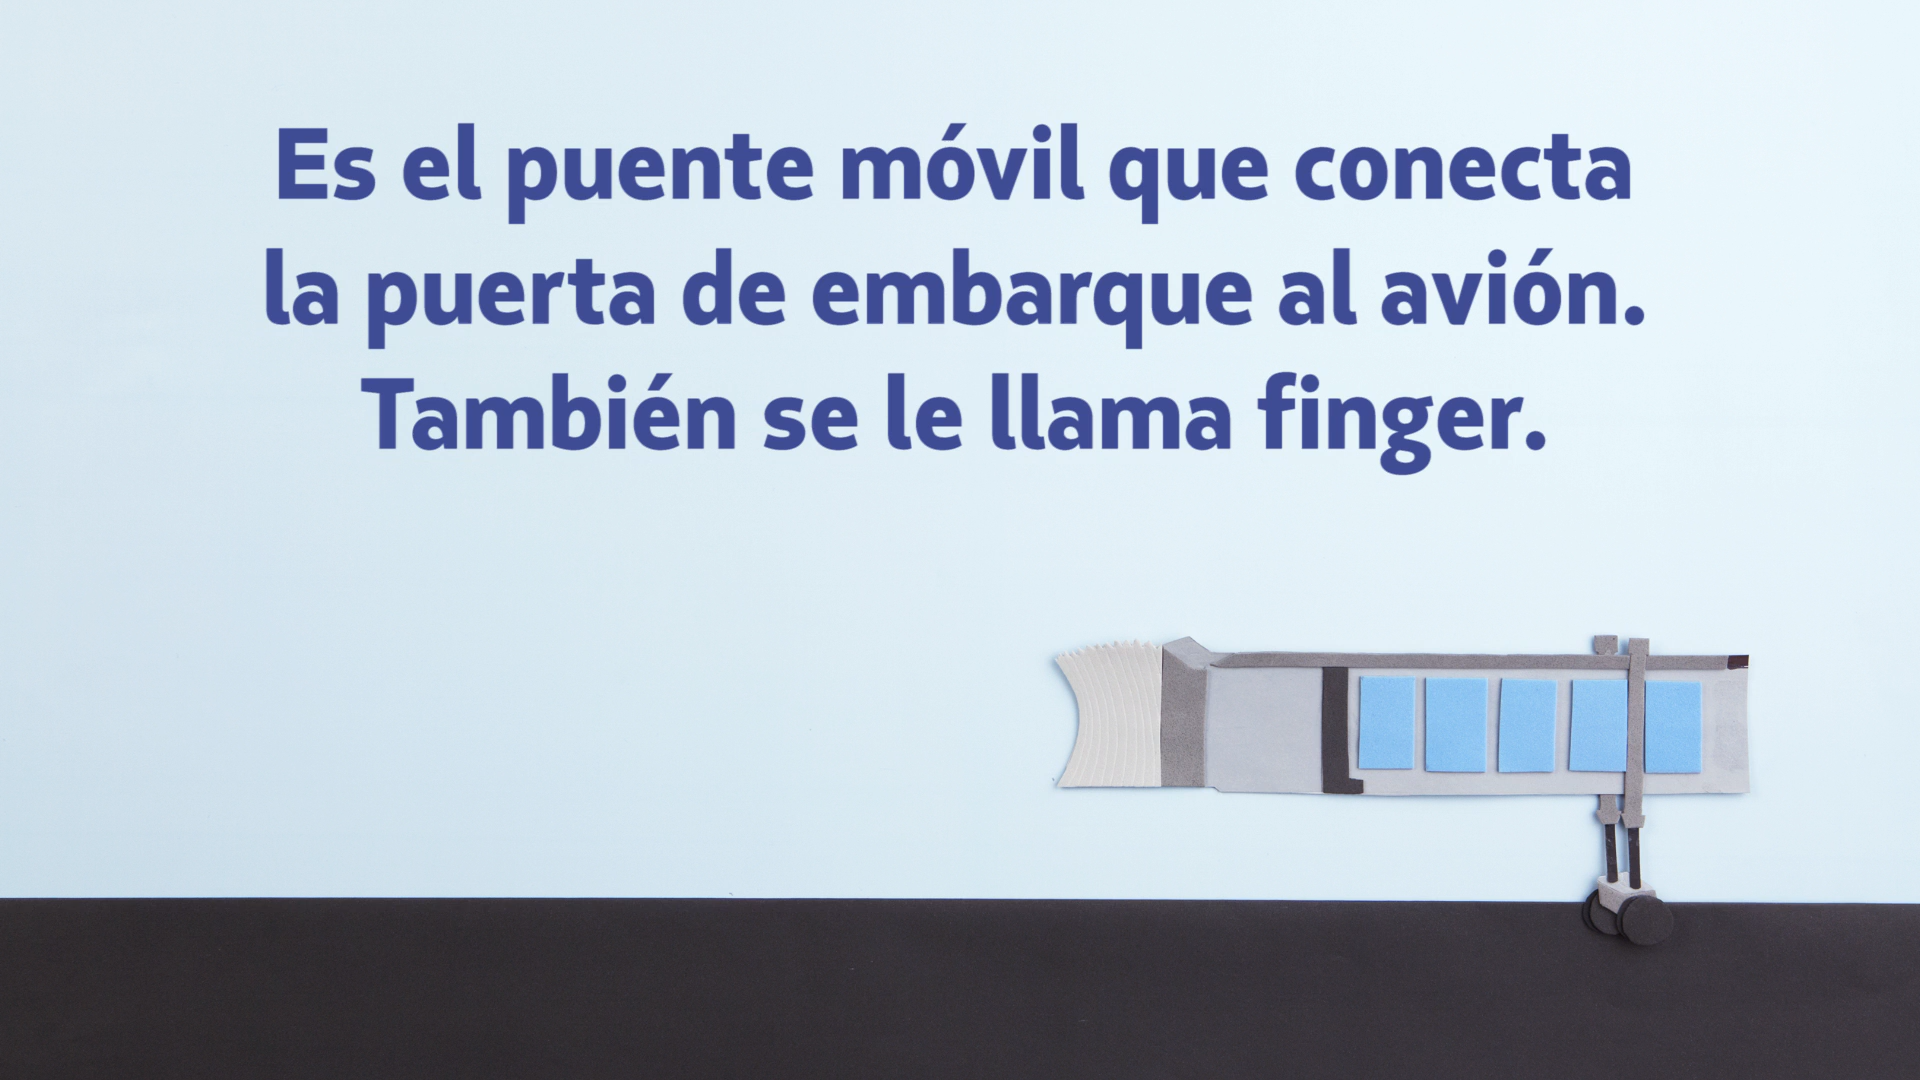 Es el puente móvil que conecta
la puerta de embarque al avión.
También se le llama finger.